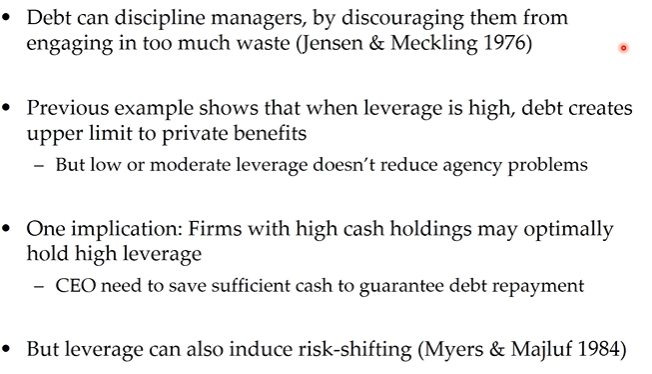 • Debt can discipline managers, by discouraging them from
engaging in too much waste (Jensen & Meckling 1976)
• Previous example shows that when leverage is high, debt creates
upper limit to private benefits
– But low or moderate leverage doesn't reduce agency problems
• One implication: Firms with high cash holdings may optimally
hold high leverage
– CEO need to save sufficient cash to guarantee debt repayment
• But leverage can also induce risk-shifting (Myers & Majluf 1984)